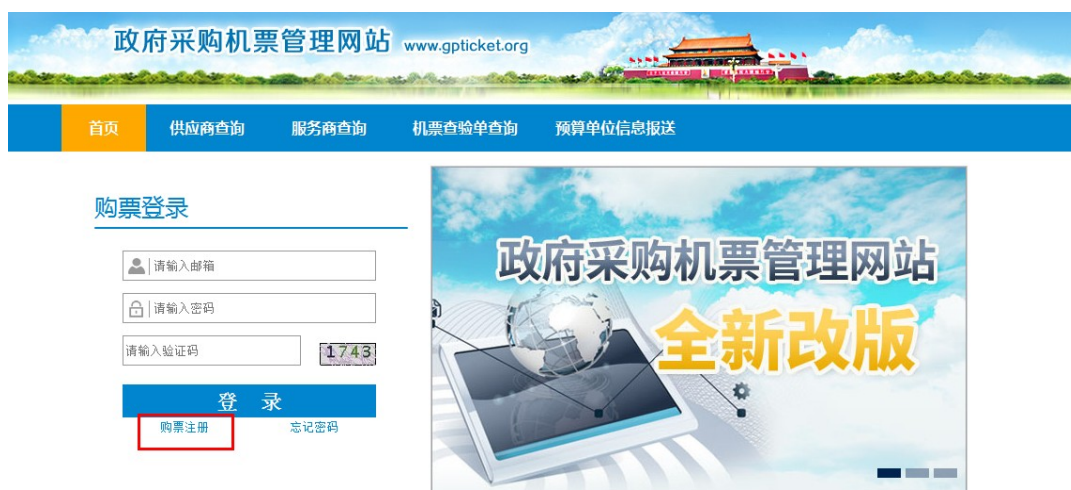 政府采购机票管理网站 www.gpticket.org
首页 供应商查询 服务商查询 机票查验单查询 预算单位信息报送
购票登录
请输入邮箱
请输入密码
请输入验证码 1743
登 录
购票注册 忘记密码
政府采购机票管理网站
全新改版